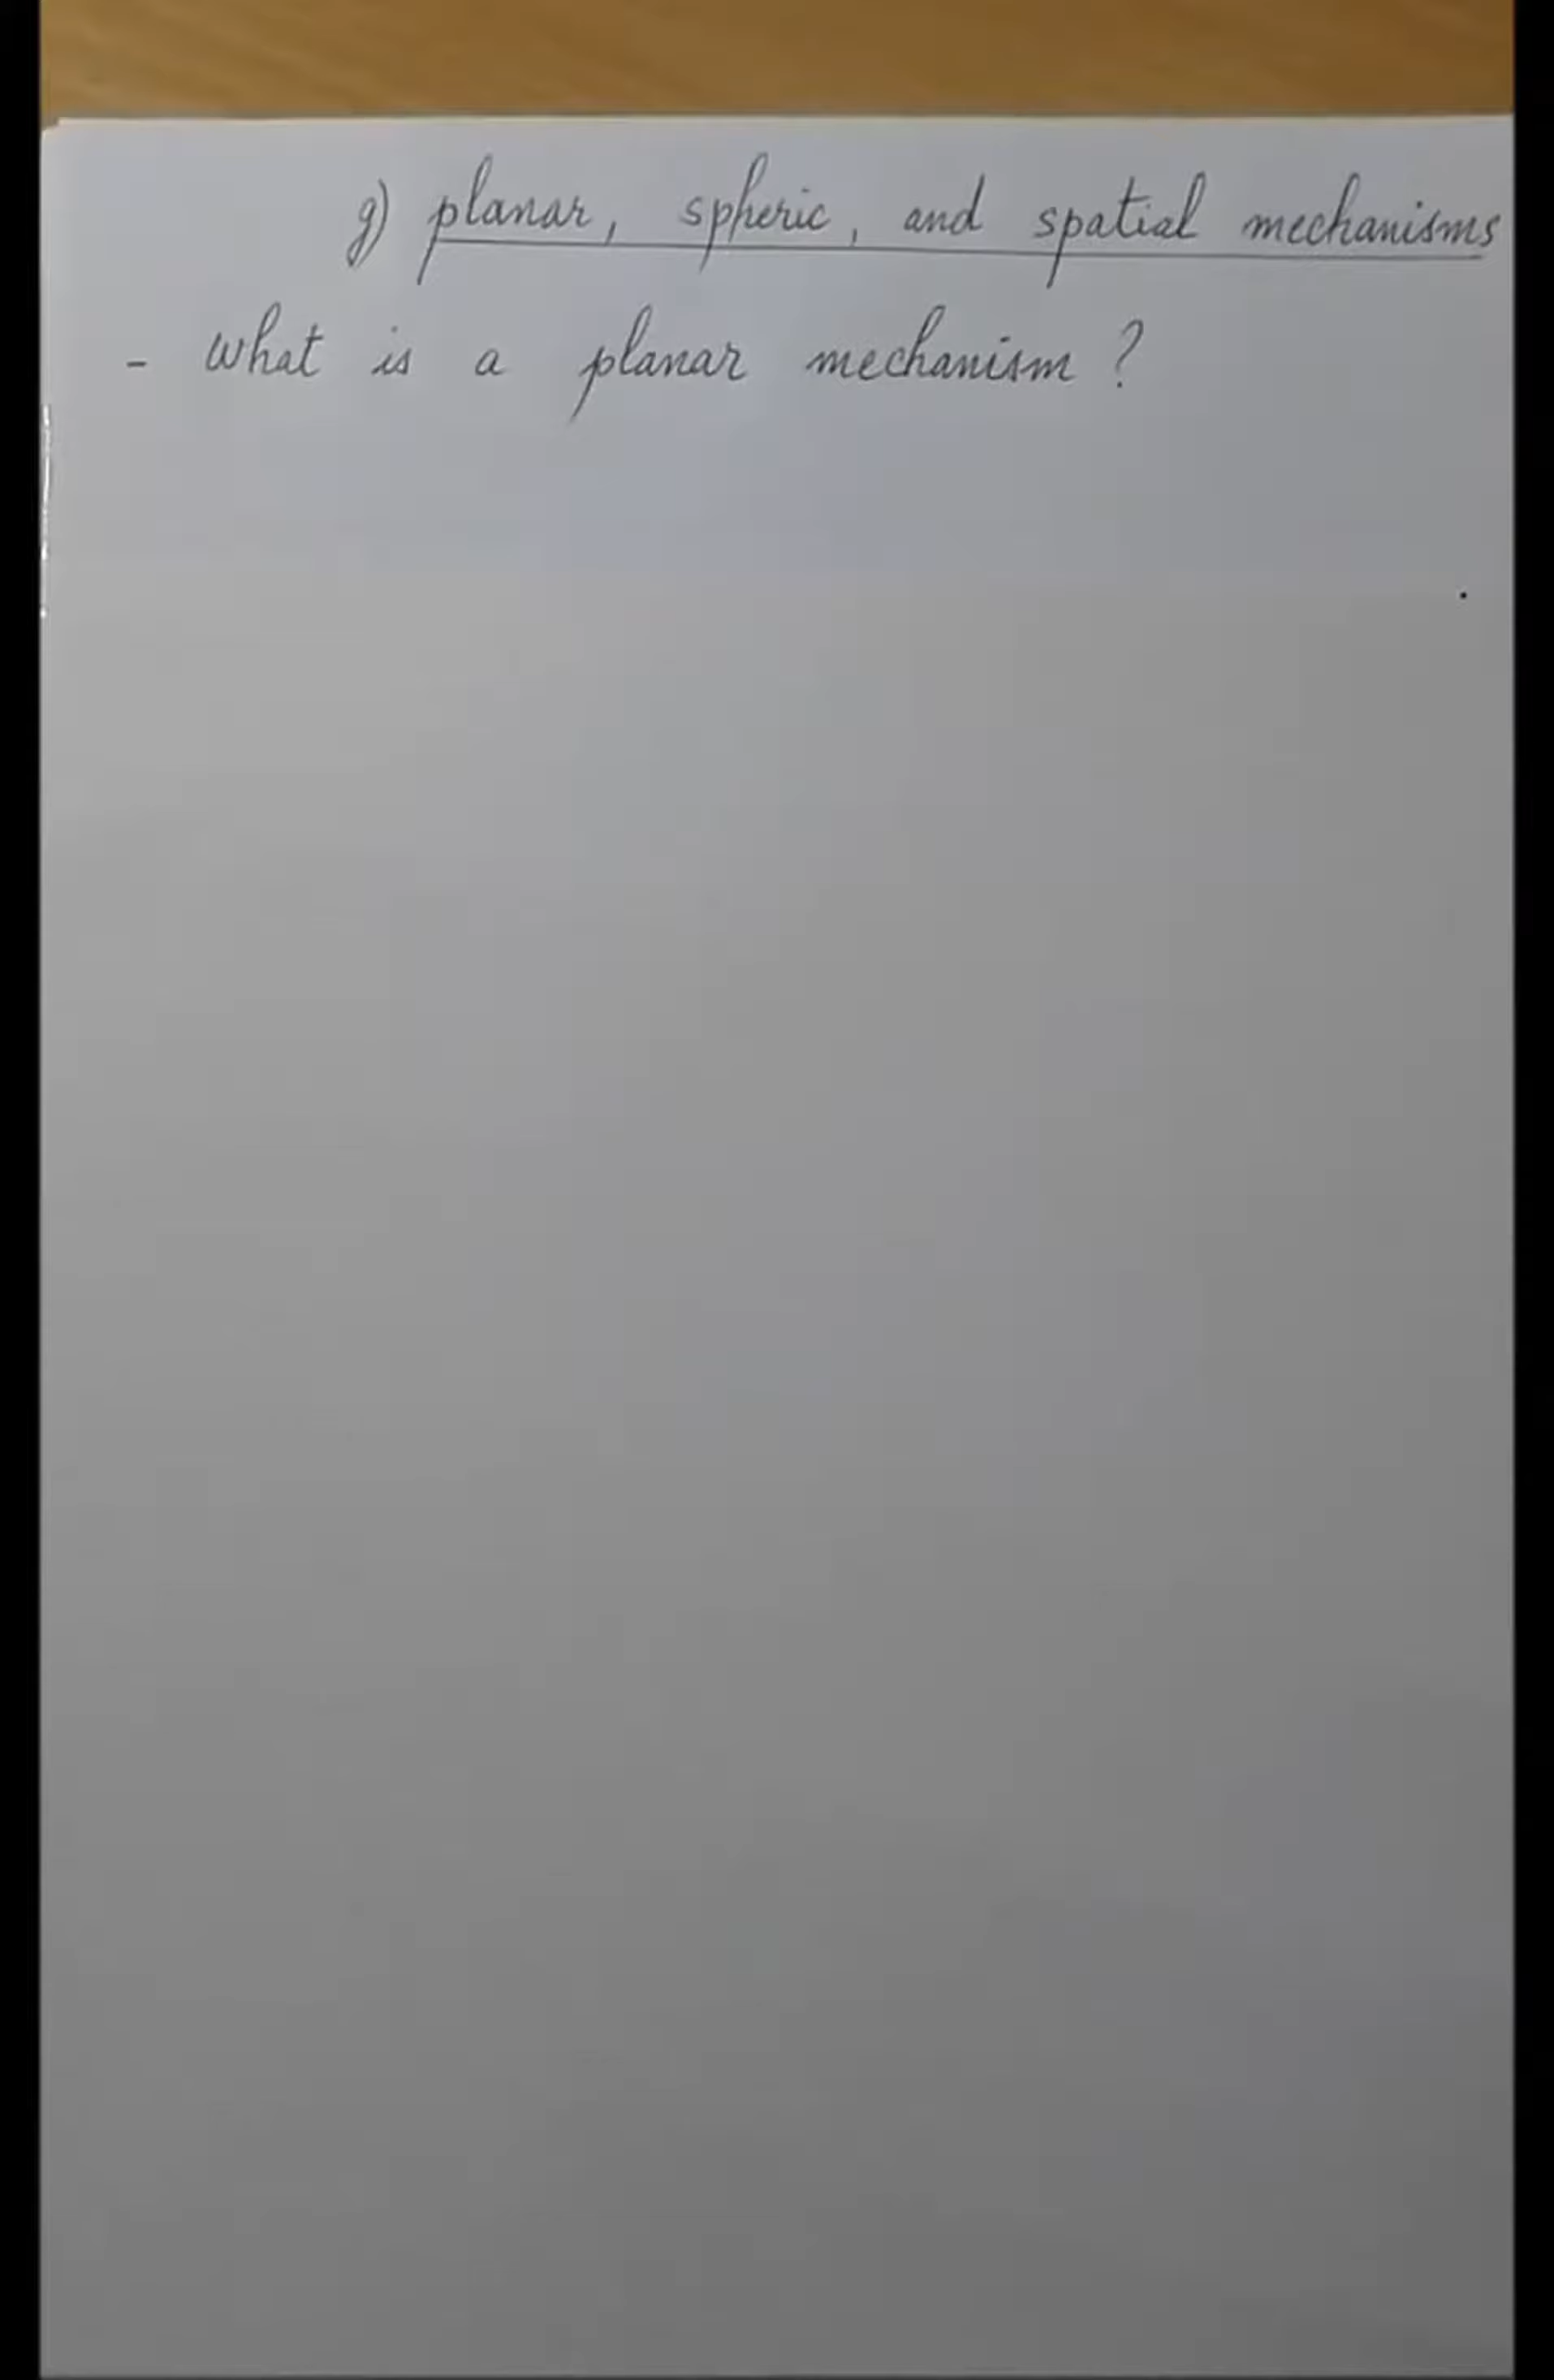 g) planar, spheric, and spatial mechanisms
- what is a planar mechanism ?